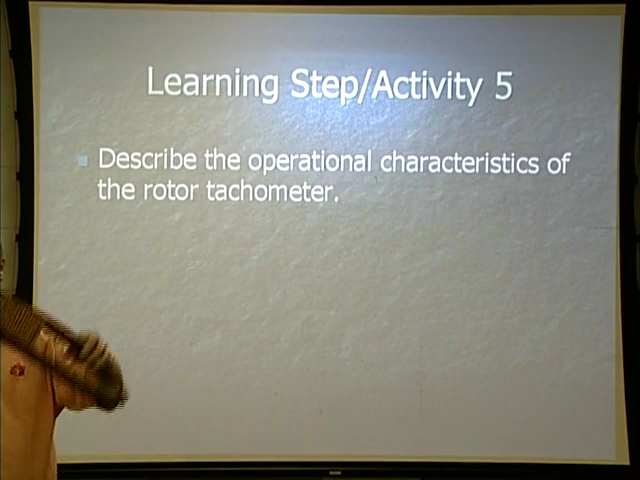 Learning Step/Activity 5
Describe the operational characteristics of
the rotor tachometer.